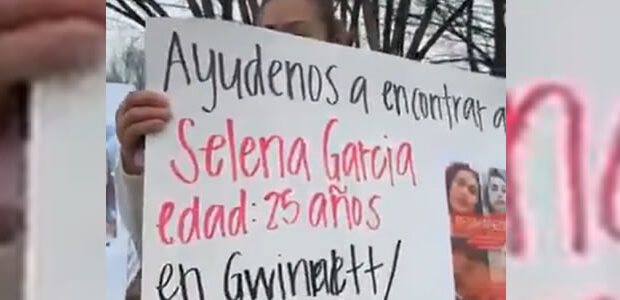 Ayudenos a encontrar a
Selena Garcia
edad: 25 años
en Gwinnett/